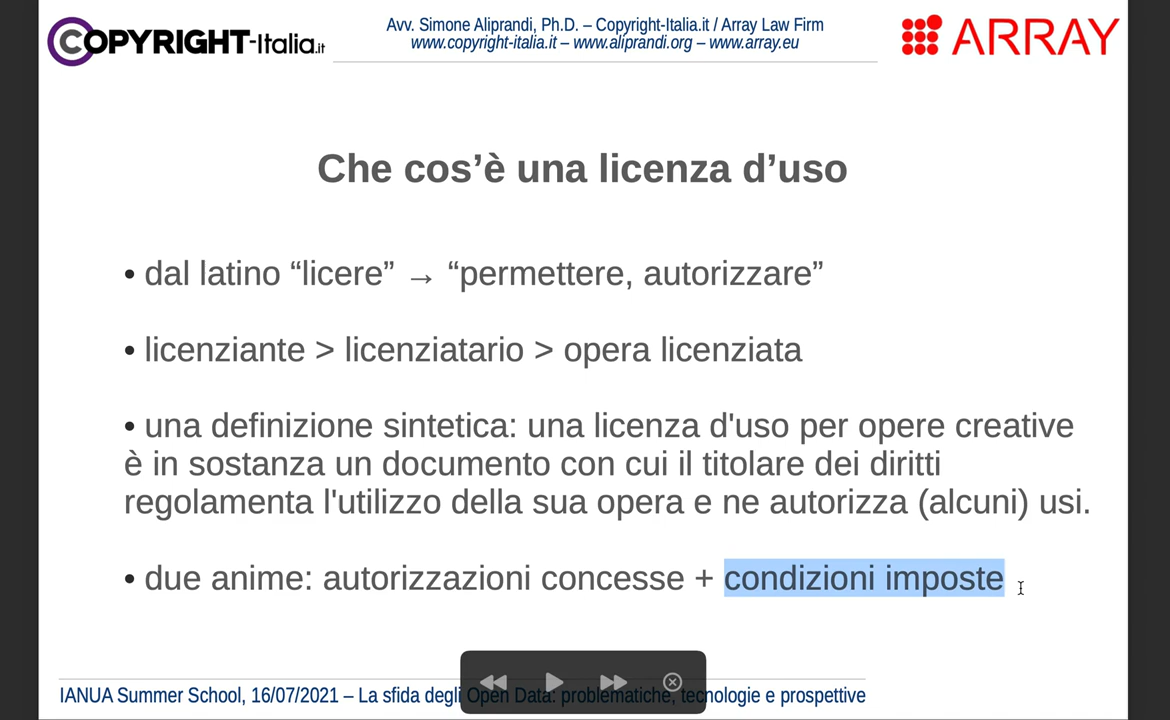 COPYRIGHT-Italia.it
Avv. Simone Aliprandi, Ph.D. – Copyright-Italia.it / Array Law Firm
www.copyright-italia.it – www.aliprandi.org – www.array.eu
ARRAY
Che cos’è una licenza d’uso
• dal latino “licere” → “permettere, autorizzare”
• licenziante > licenziatario > opera licenziata
• una definizione sintetica: una licenza d'uso per opere creative
è in sostanza un documento con cui il titolare dei diritti
regolamenta l'utilizzo della sua opera e ne autorizza (alcuni) usi.
• due anime: autorizzazioni concesse + condizioni imposte
IANUA Summer School, 16/07/2021 – La sfida degli Open Data: problematiche, tecnologie e prospettive